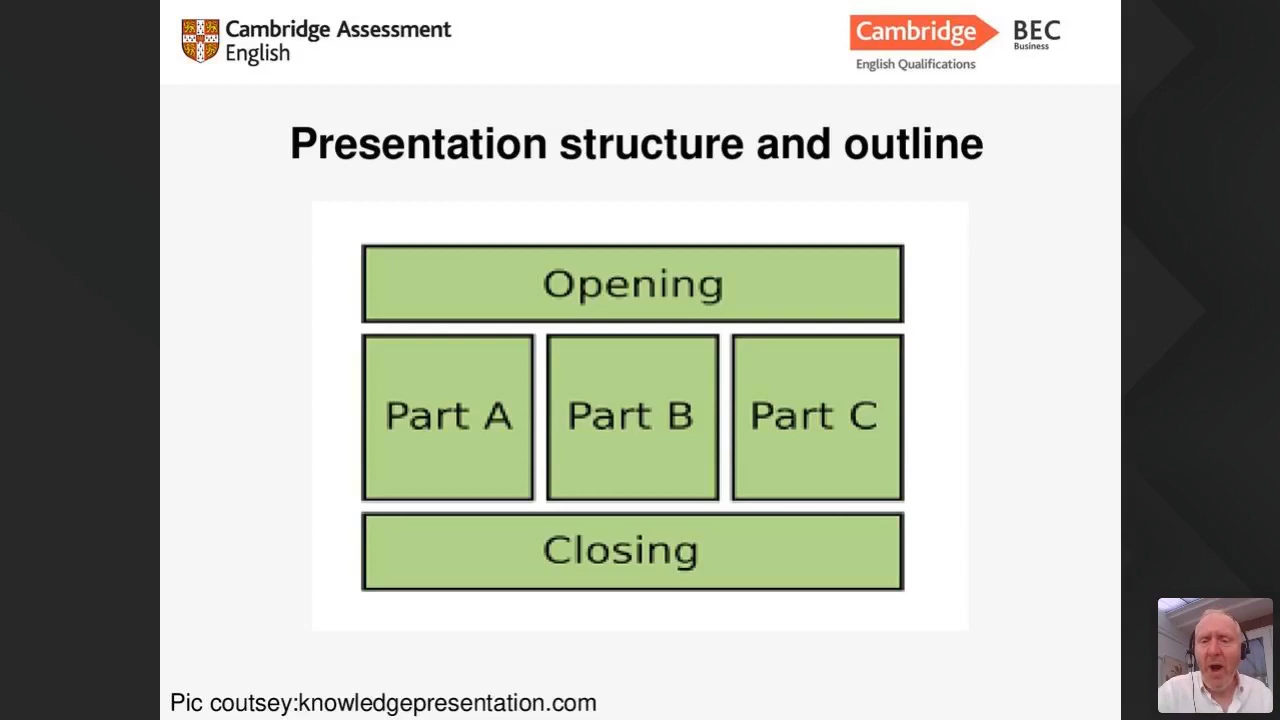 Cambridge Assessment
English
Cambridge
English Qualifications
BEC
Business
Presentation structure and outline
Opening
Part A
Part B
Part C
Closing
Pic coutsey:knowledgepresentation.com